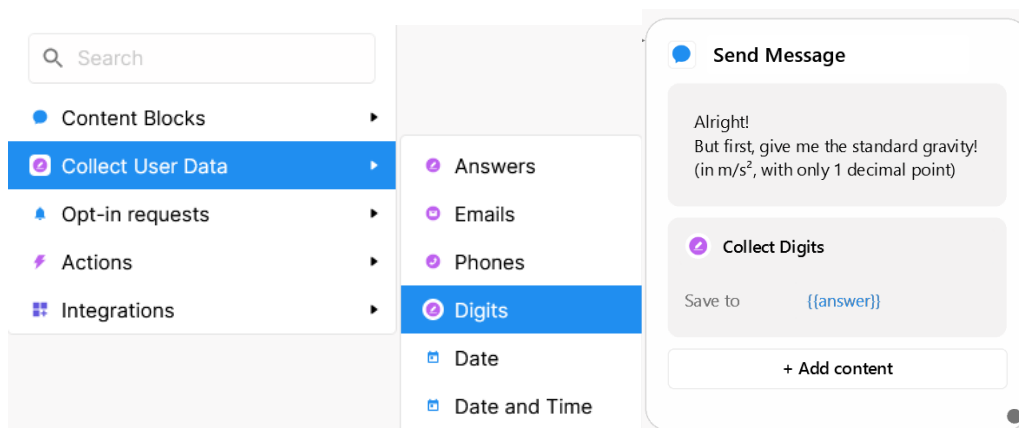 Search
Content Blocks
Collect User Data
Opt-in requests
Actions
Integrations
Answers
Emails
Phones
Digits
Date
Date and Time
Send Message
Alright!
But first, give me the standard gravity!
(in m/s², with only 1 decimal point)
Collect Digits
Save to {{answer}}
+ Add content